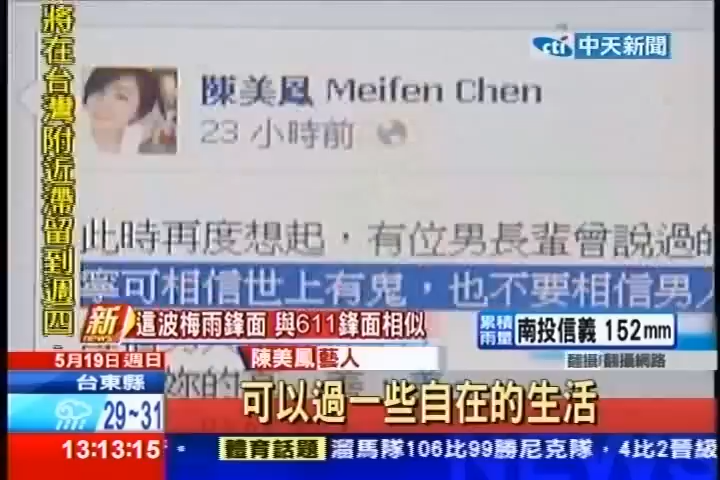 將在台灣附近滯留到週四
cti 中天新聞
陳美鳳 Meifen Chen
23 小時前
此時再度想起，有位男長輩曾說過的
寧可相信世上有鬼，也不要相信男人
新 news 這波梅雨鋒面 與611鋒面相似
累積雨量 南投信義 152mm
5月19日週日
陳美鳳 藝人
翻攝 翻攝網路
台東縣
29~31
可以過一些自在的生活
13:13:15
體育話題 溜馬隊106比99勝尼克隊，4比2晉級
NEWS